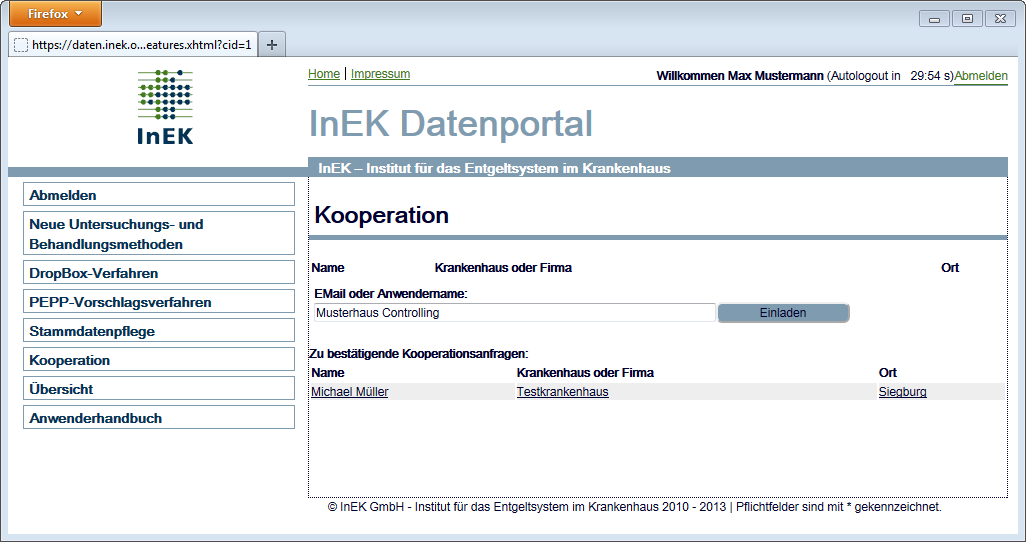 Firefox
https://daten.inek.o...eatures.xhtml?cid=1
InEK
Home | Impressum
Willkommen Max Mustermann (Autologout in 29:54 s)Abmelden
InEK Datenportal
InEK – Institut für das Entgeltsystem im Krankenhaus
Abmelden
Neue Untersuchungs- und
Behandlungsmethoden
DropBox-Verfahren
PEPP-Vorschlagsverfahren
Stammdatenpflege
Kooperation
Übersicht
Anwenderhandbuch
Kooperation
Name Krankenhaus oder Firma Ort
EMail oder Anwendername:
Musterhaus Controlling Einladen
Zu bestätigende Kooperationsanfragen:
Name Krankenhaus oder Firma Ort
Michael Müller Testkrankenhaus Siegburg
© InEK GmbH - Institut für das Entgeltsystem im Krankenhaus 2010 - 2013 | Pflichtfelder sind mit * gekennzeichnet.